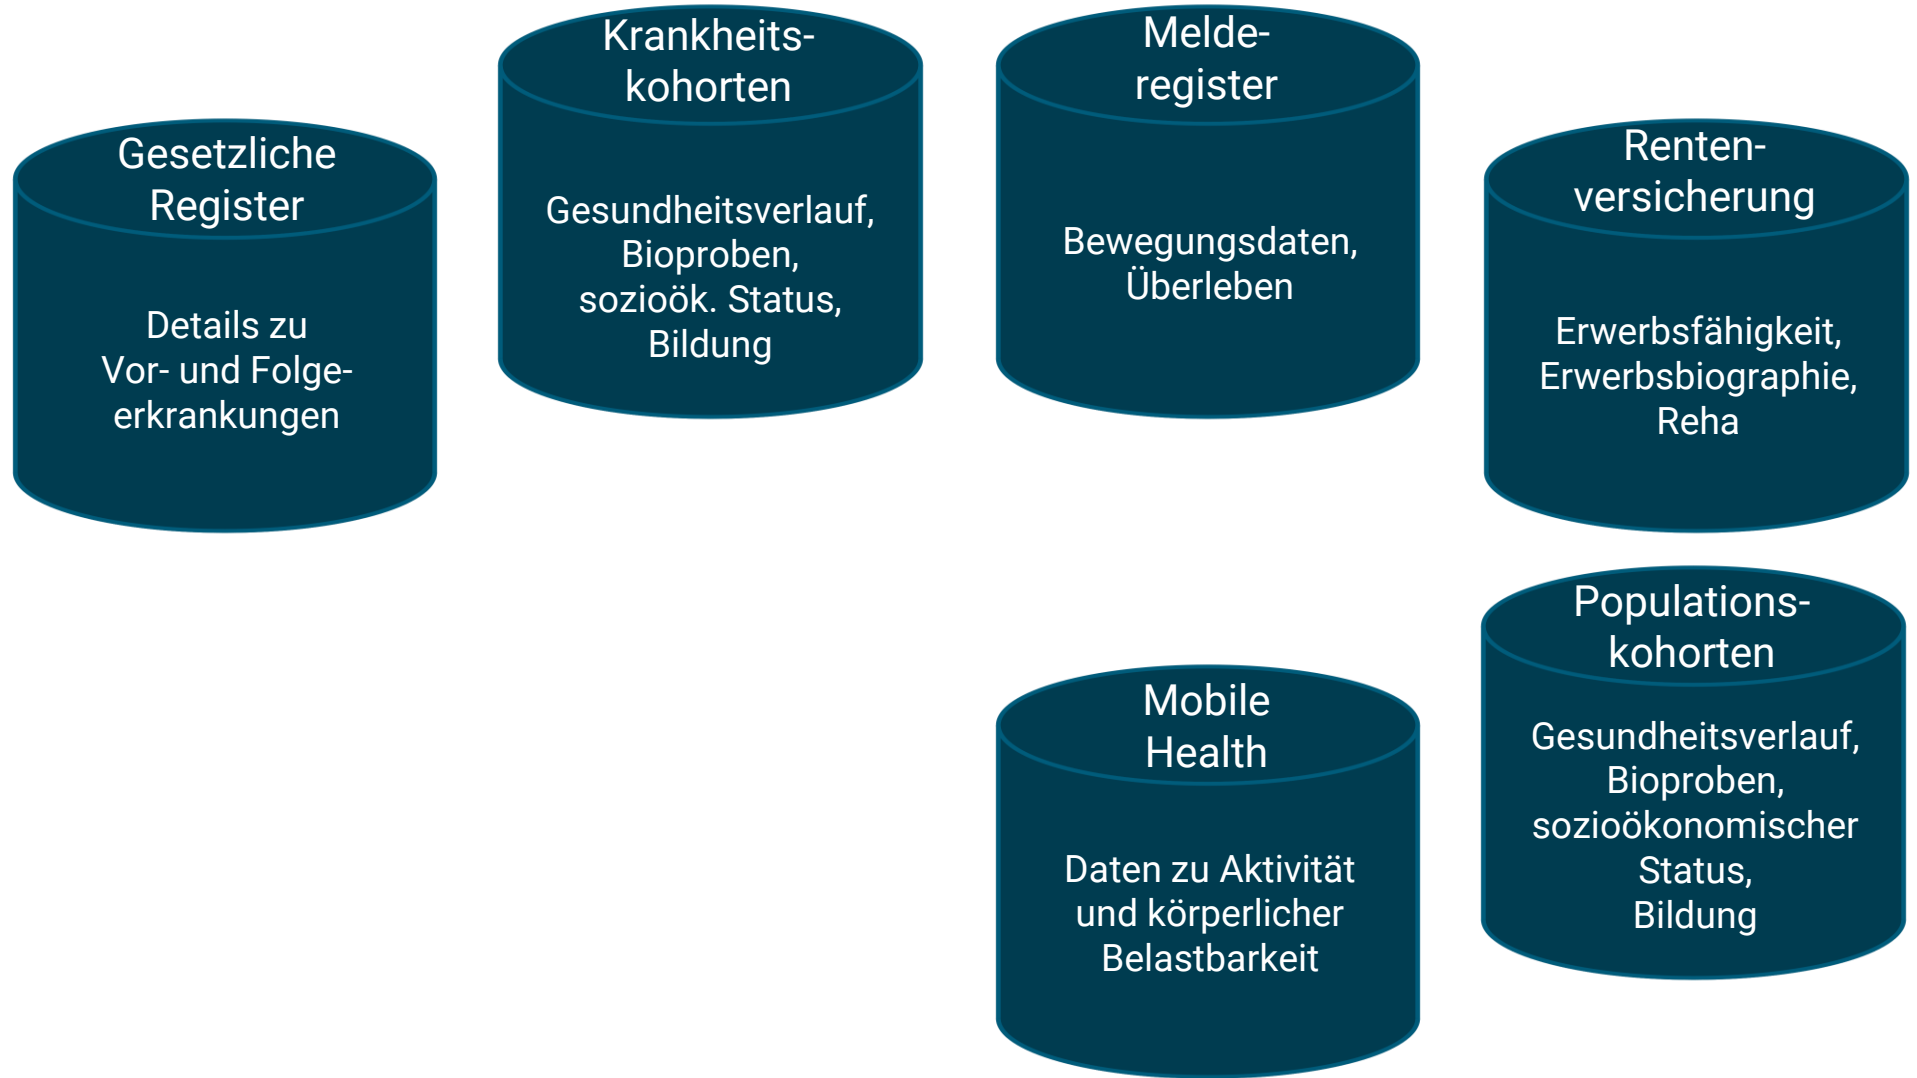 Gesetzliche
Register
Details zu
Vor- und Folge-
erkrankungen
Krankheits-
kohorten
Gesundheitsverlauf,
Bioproben,
sozioök. Status,
Bildung
Melde-
register
Bewegungsdaten,
Überleben
Renten-
versicherung
Erwerbsfähigkeit,
Erwerbsbiographie,
Reha
Mobile
Health
Daten zu Aktivität
und körperlicher
Belastbarkeit
Populations-
kohorten
Gesundheitsverlauf,
Bioproben,
sozioökonomischer
Status,
Bildung